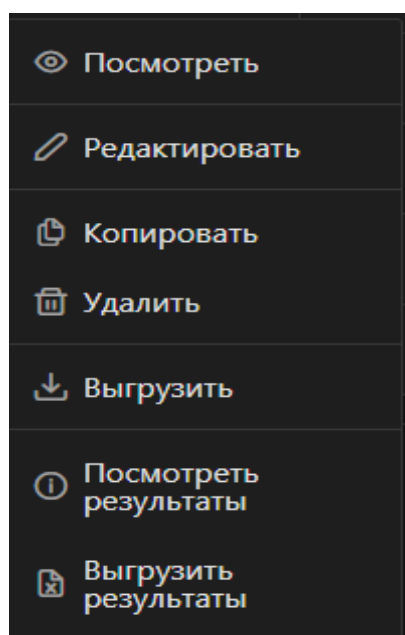 Посмотреть
Редактировать
Копировать
Удалить
Выгрузить
Посмотреть
результаты
Выгрузить
результаты